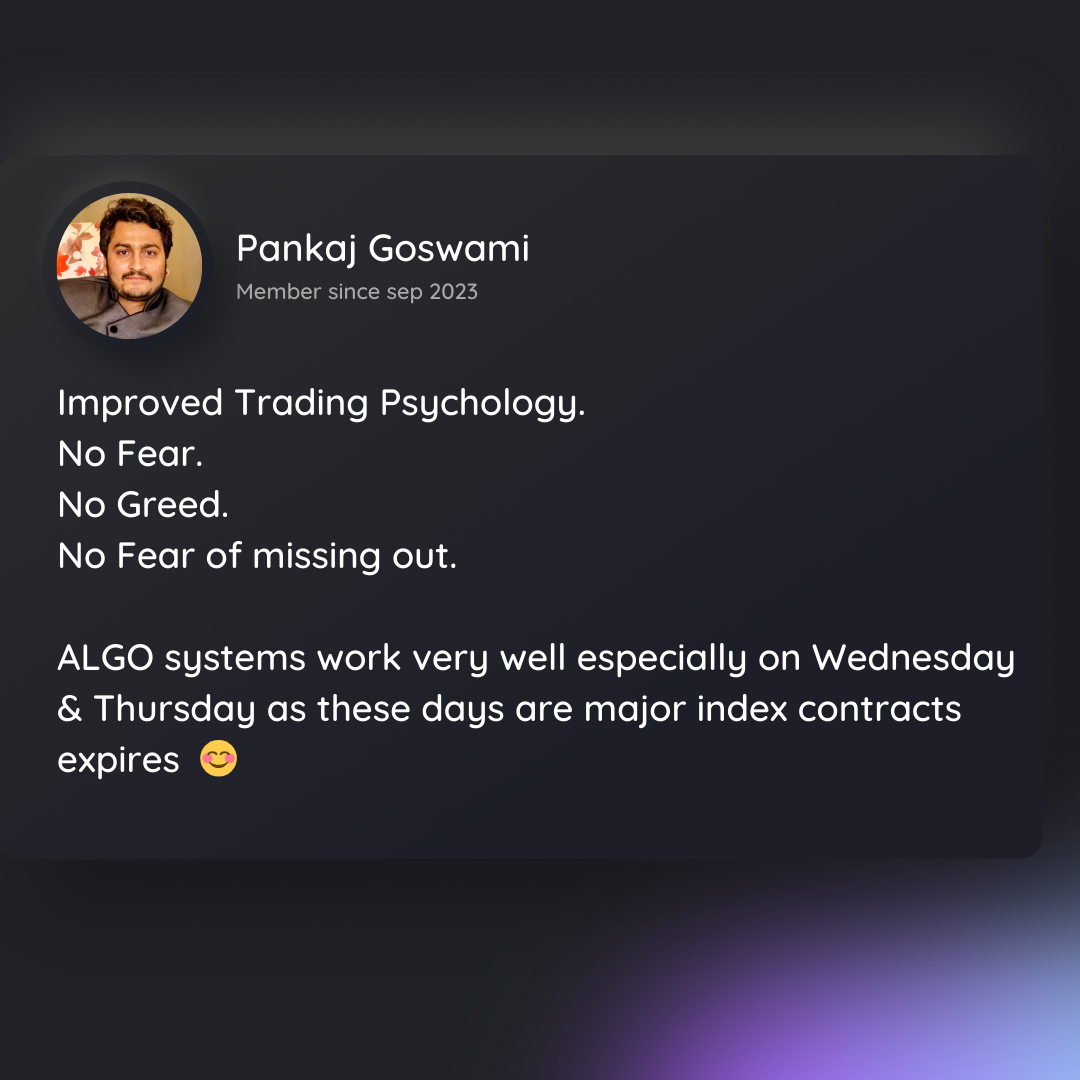 Pankaj Goswami
Member since sep 2023
Improved Trading Psychology.
No Fear.
No Greed.
No Fear of missing out.
ALGO systems work very well especially on Wednesday
& Thursday as these days are major index contracts
expires 😊